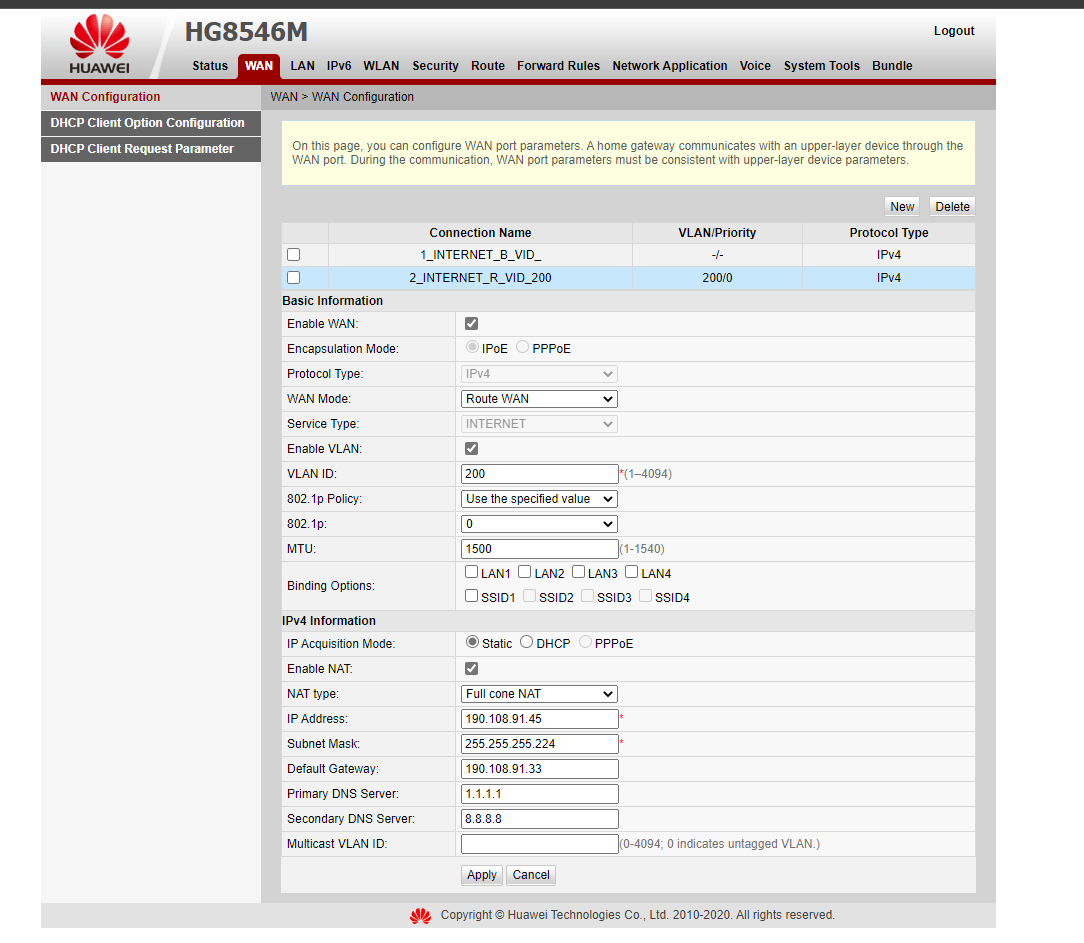 HG8546M
Logout
HUAWEI
Status WAN LAN IPv6 WLAN Security Route Forward Rules Network Application Voice System Tools Bundle
WAN Configuration
WAN > WAN Configuration
DHCP Client Option Configuration
DHCP Client Request Parameter
On this page, you can configure WAN port parameters. A home gateway communicates with an upper-layer device through the
WAN port. During the communication, WAN port parameters must be consistent with upper-layer device parameters.
New Delete
Connection Name VLAN/Priority Protocol Type
1_INTERNET_B_VID_ -/- IPv4
2_INTERNET_R_VID_200 200/0 IPv4
Basic Information
Enable WAN:
Encapsulation Mode: IPoE PPPoE
Protocol Type: IPv4
WAN Mode: Route WAN
Service Type: INTERNET
Enable VLAN:
VLAN ID: 200 *(1–4094)
802.1p Policy: Use the specified value
802.1p: 0
MTU: 1500 (1-1540)
Binding Options: LAN1 LAN2 LAN3 LAN4
SSID1 SSID2 SSID3 SSID4
IPv4 Information
IP Acquisition Mode: Static DHCP PPPoE
Enable NAT:
NAT type: Full cone NAT
IP Address: 190.108.91.45 *
Subnet Mask: 255.255.255.224 *
Default Gateway: 190.108.91.33
Primary DNS Server: 1.1.1.1
Secondary DNS Server: 8.8.8.8
Multicast VLAN ID: (0-4094; 0 indicates untagged VLAN.)
Apply Cancel
Copyright © Huawei Technologies Co., Ltd. 2010-2020. All rights reserved.